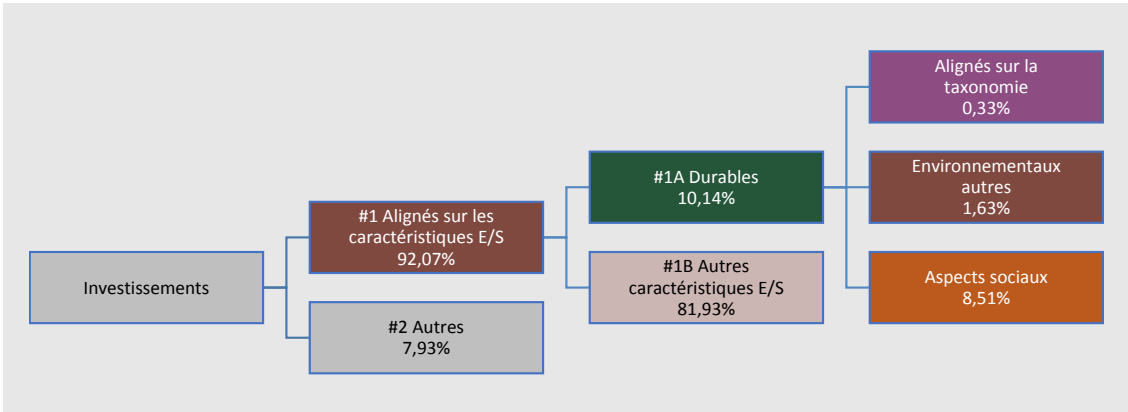 Investissements
#1 Alignés sur les
caractéristiques E/S
92,07%
#2 Autres
7,93%
#1A Durables
10,14%
#1B Autres
caractéristiques E/S
81,93%
Alignés sur la
taxonomie
0,33%
Environnementaux
autres
1,63%
Aspects sociaux
8,51%